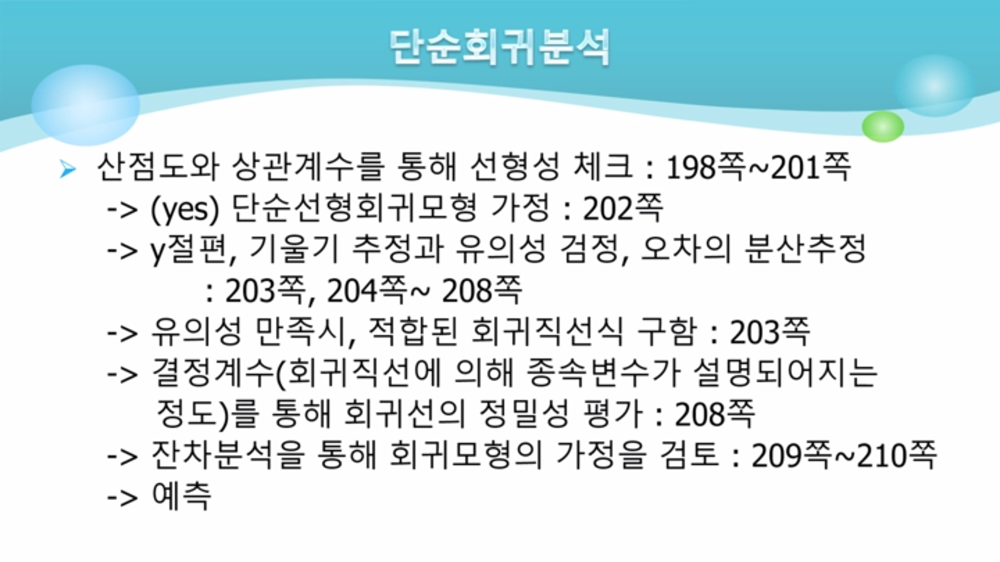 단순회귀분석
산점도와 상관계수를 통해 선형성 체크 : 198쪽~201쪽
-> (yes) 단순선형회귀모형 가정 : 202쪽
-> y절편, 기울기 추정과 유의성 검정, 오차의 분산추정
: 203쪽, 204쪽~ 208쪽
-> 유의성 만족시, 적합된 회귀직선식 구함 : 203쪽
-> 결정계수(회귀직선에 의해 종속변수가 설명되어지는
정도)를 통해 회귀선의 정밀성 평가 : 208쪽
-> 잔차분석을 통해 회귀모형의 가정을 검토 : 209쪽~210쪽
-> 예측